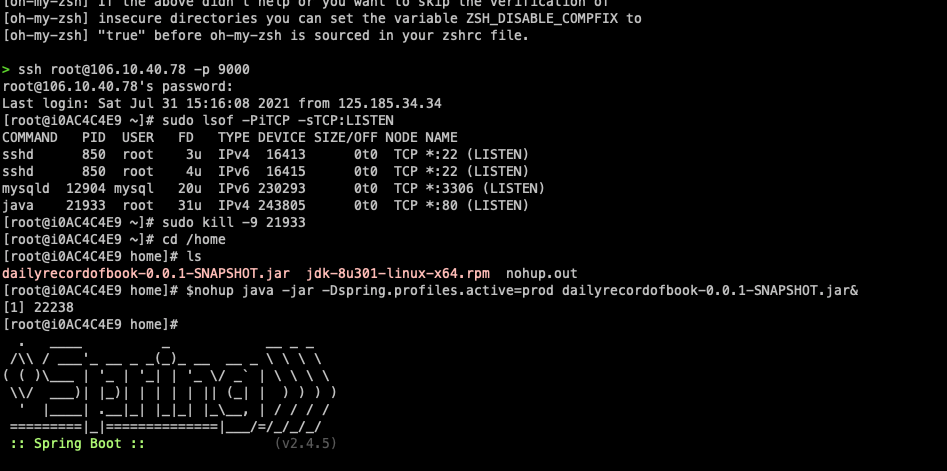 [oh-my-zsh] If the above didn't help or you want to skip the verification of
[oh-my-zsh] insecure directories you can set the variable ZSH_DISABLE_COMPFIX to
[oh-my-zsh] "true" before oh-my-zsh is sourced in your zshrc file.

> ssh root@106.10.40.78 -p 9000
root@106.10.40.78's password:
Last login: Sat Jul 31 15:16:08 2021 from 125.185.34.34
[root@i0AC4C4E9 ~]# sudo lsof -PiTCP -sTCP:LISTEN
COMMAND   PID  USER   FD   TYPE DEVICE SIZE/OFF NODE NAME
sshd      850  root    3u  IPv4  16413      0t0  TCP *:22 (LISTEN)
sshd      850  root    4u  IPv6  16415      0t0  TCP *:22 (LISTEN)
mysqld  12904 mysql   20u  IPv6 230293      0t0  TCP *:3306 (LISTEN)
java    21933  root   31u  IPv4 243805      0t0  TCP *:80 (LISTEN)
[root@i0AC4C4E9 ~]# sudo kill -9 21933
[root@i0AC4C4E9 ~]# cd /home
[root@i0AC4C4E9 home]# ls
dailyrecordofbook-0.0.1-SNAPSHOT.jar  jdk-8u301-linux-x64.rpm  nohup.out
[root@i0AC4C4E9 home]# $nohup java -jar -Dspring.profiles.active=prod dailyrecordofbook-0.0.1-SNAPSHOT.jar&
[1] 22238
[root@i0AC4C4E9 home]#
  .   ____          _            __ _ _
 /\\ / ___'_ __ _ _(_)_ __  __ _ \ \ \ \
( ( )\___ | '_ | '_| | '_ \/ _` | \ \ \ \
 \\/  ___)| |_)| | | | | || (_| |  ) ) ) )
  '  |____| .__|_| |_|_| |_\__, | / / / /
 =========|_|==============|___/=/_/_/_/
 :: Spring Boot ::                (v2.4.5)